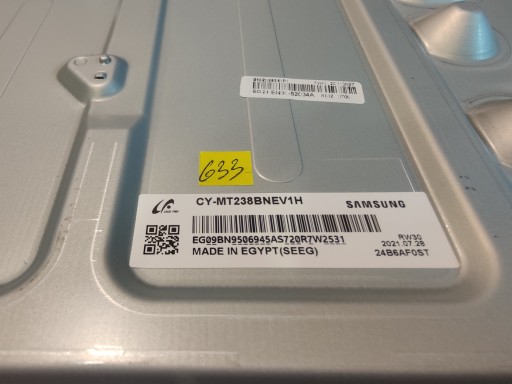 633
CY-MT238BNEV1H
SAMSUNG
EG09BN9506945AS720R7W2531
RW30
2021.07.28
MADE IN EGYPT(SEEG)
24B6AF0ST